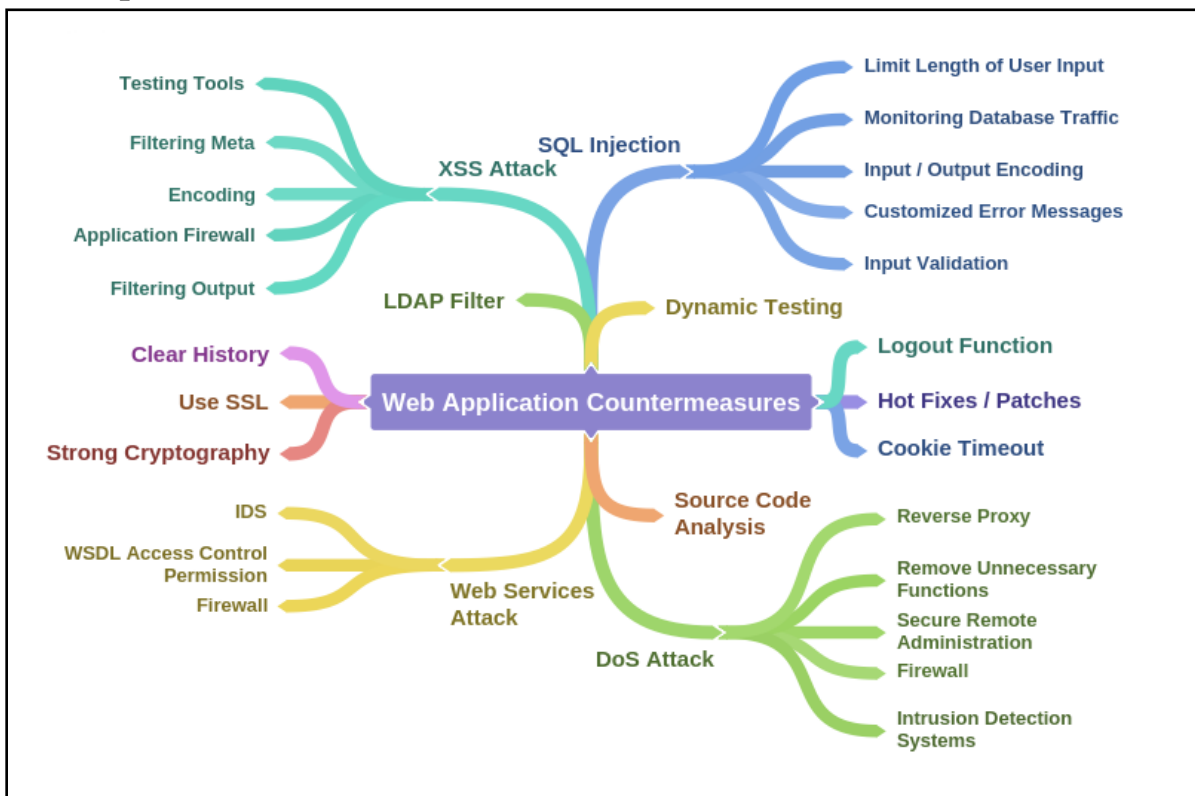 Testing Tools
Filtering Meta
Encoding
Application Firewall
Filtering Output
XSS Attack
SQL Injection
Limit Length of User Input
Monitoring Database Traffic
Input / Output Encoding
Customized Error Messages
Input Validation
LDAP Filter
Dynamic Testing
Clear History
Use SSL
Strong Cryptography
Web Application Countermeasures
Logout Function
Hot Fixes / Patches
Cookie Timeout
IDS
WSDL Access Control
Permission
Firewall
Web Services
Attack
Source Code
Analysis
DoS Attack
Reverse Proxy
Remove Unnecessary
Functions
Secure Remote
Administration
Firewall
Intrusion Detection
Systems